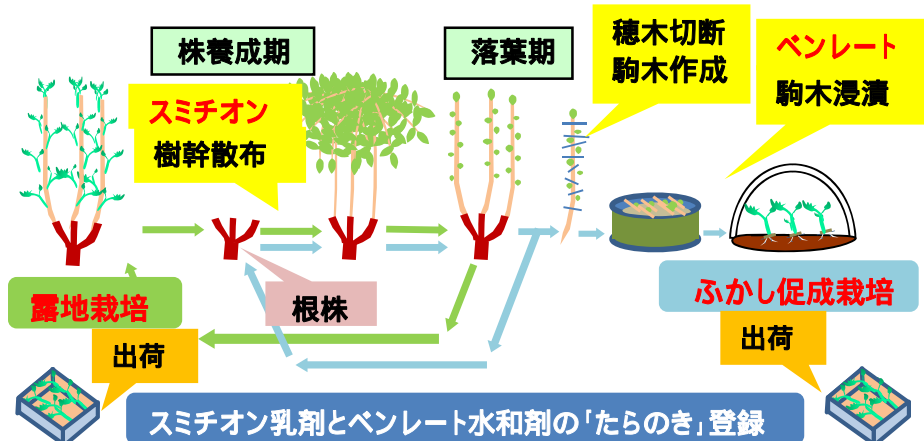 株養成期
落葉期
穂木切断
駒木作成
ベンレート
駒木浸漬
スミチオン
樹幹散布
露地栽培
根株
ふかし促成栽培
出荷
出荷
スミチオン乳剤とベンレート水和剤の「たらのき」登録